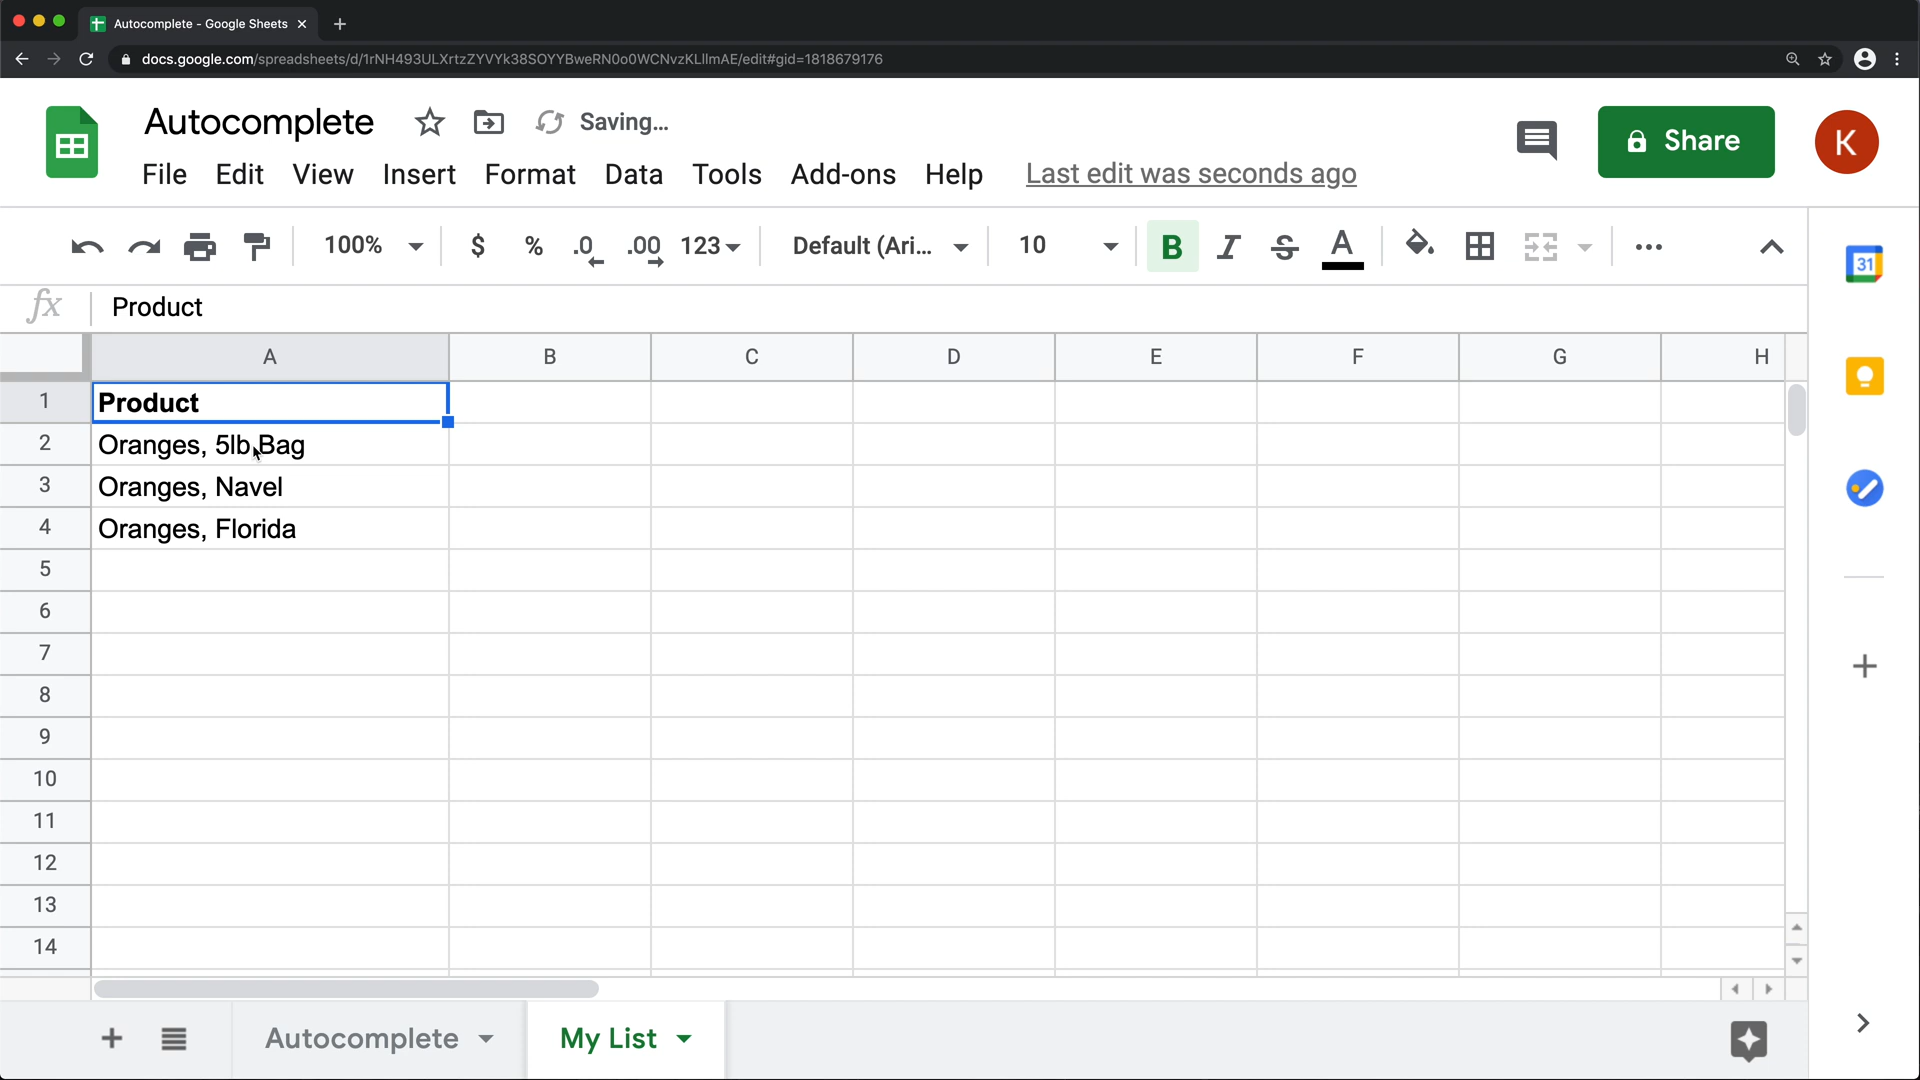 Autocomplete - Google Sheets
docs.google.com/spreadsheets/d/1rNH493ULXrtzZYVYk38SOYYBweRN0o0WCNvzKLlImAE/edit#gid=1818679176
Autocomplete Saving...
File Edit View Insert Format Data Tools Add-ons Help Last edit was seconds ago
Share
K
100% $ % .0 .00 123 Default (Ari... 10 B I S A
31
fx Product
A B C D E F G H
1 Product
2 Oranges, 5lb Bag
3 Oranges, Navel
4 Oranges, Florida
5
6
7
8
9
10
11
12
13
14
Autocomplete My List